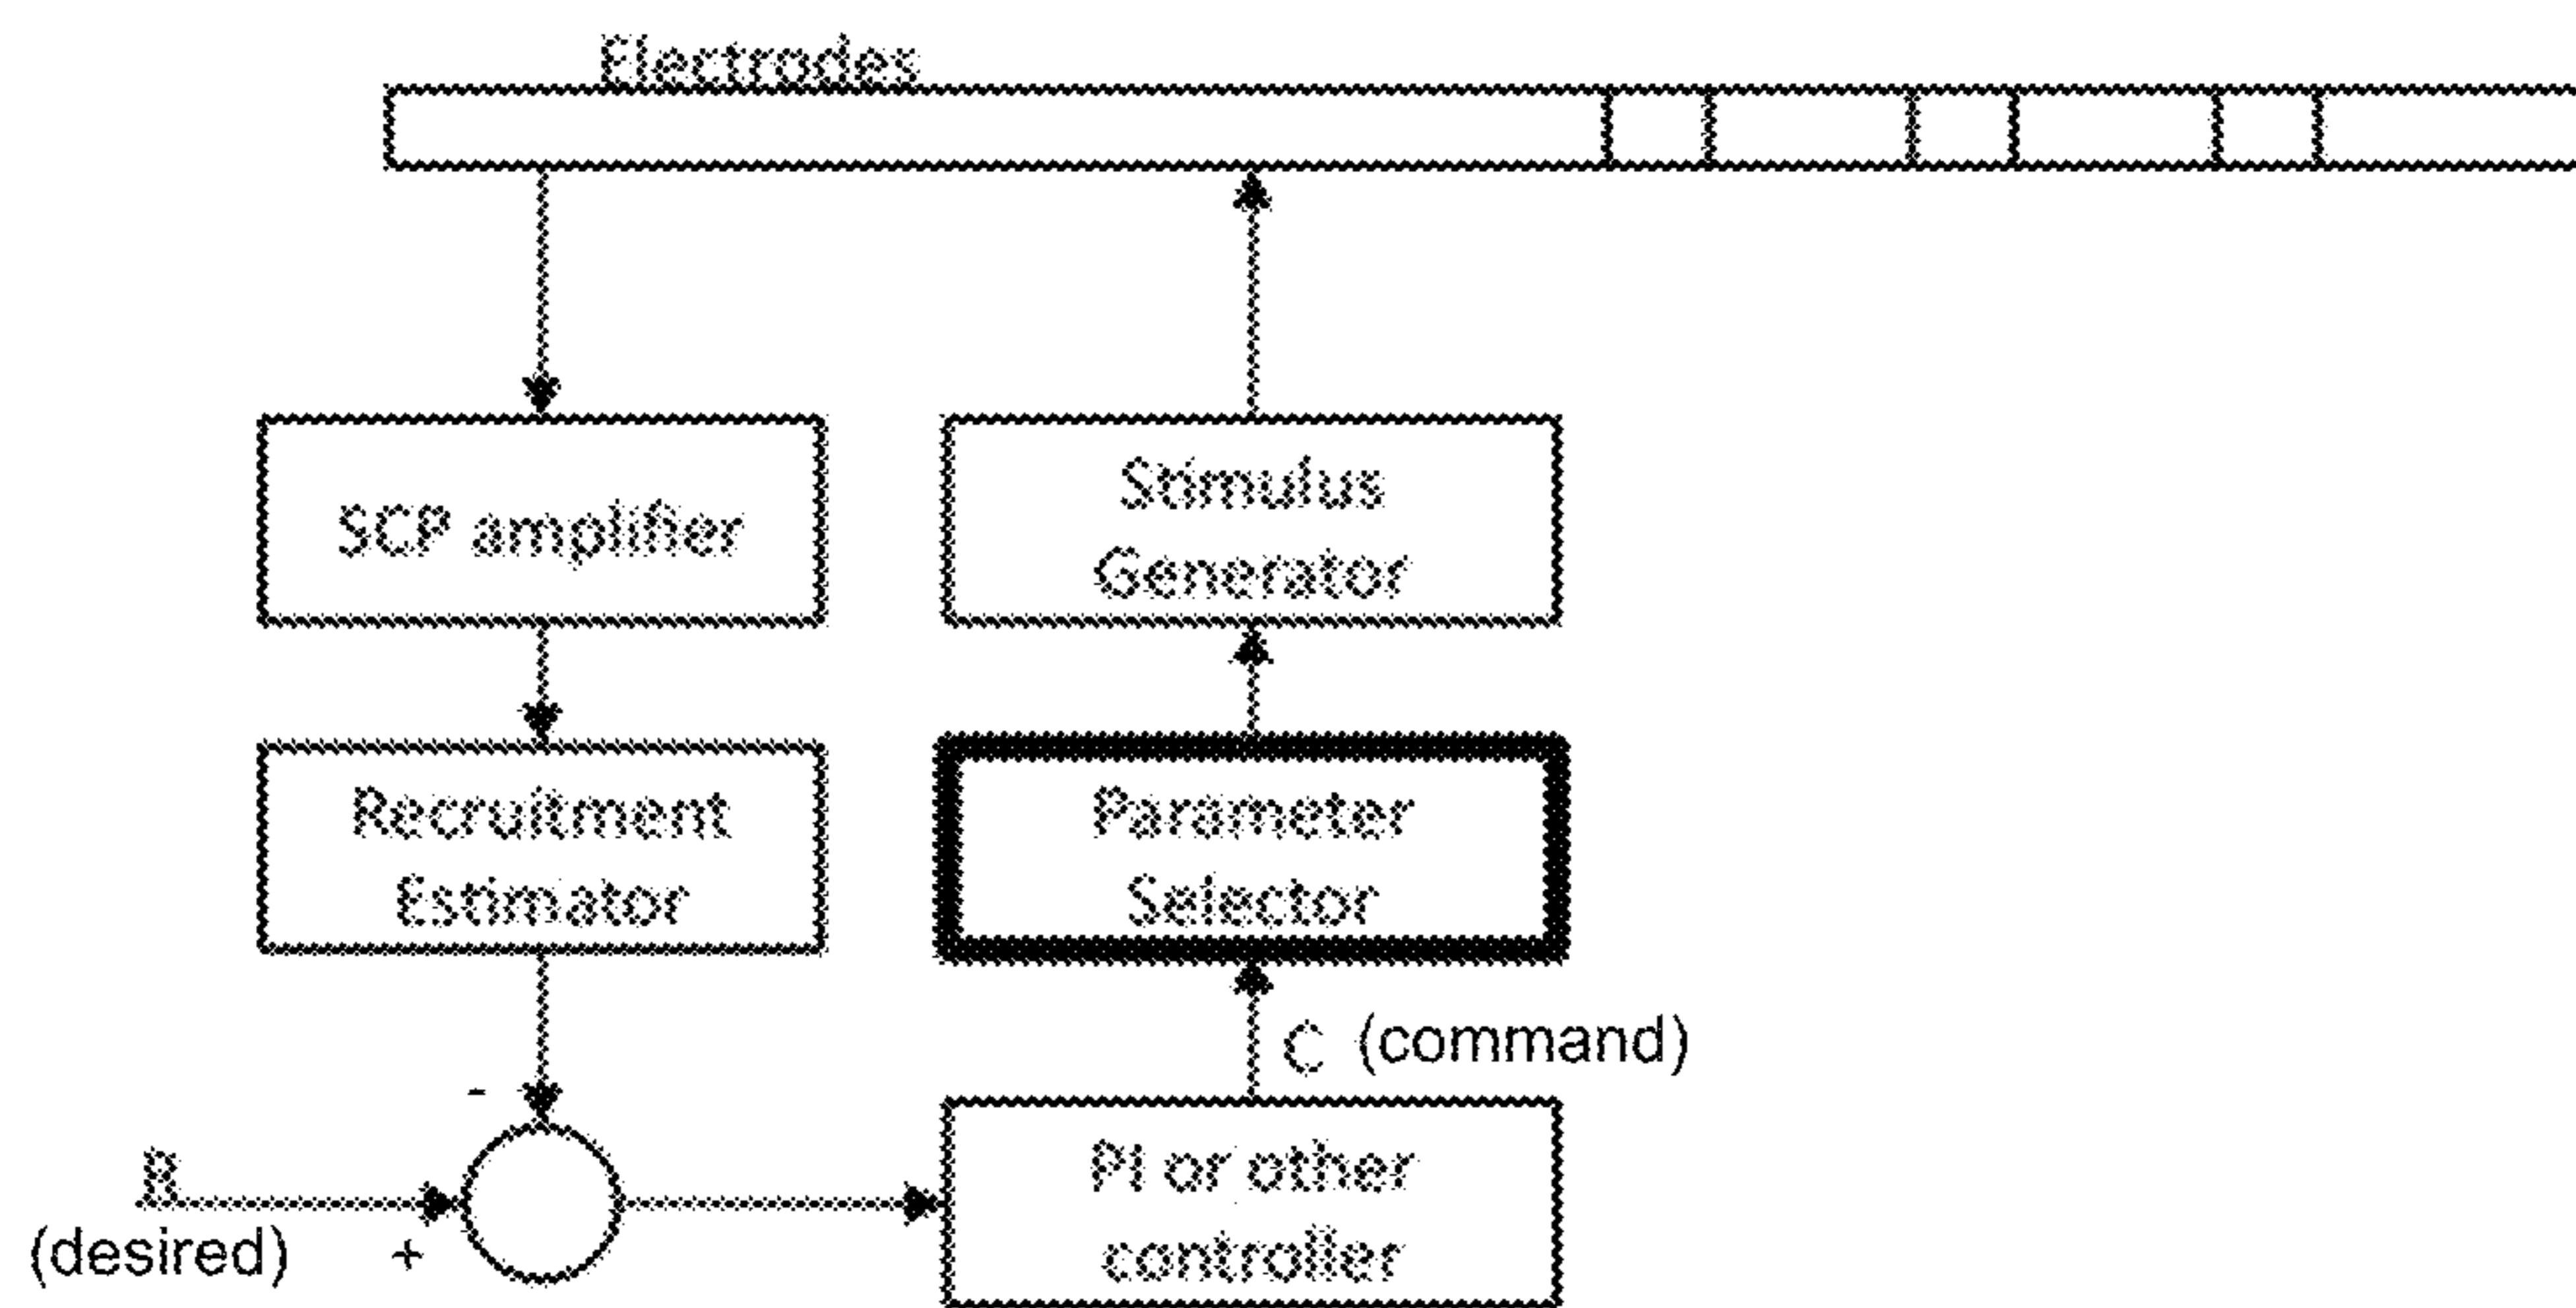 Electrodes
SCP amplifier
Stimulus
Generator
Recruitment
Estimator
Parameter
Selector
C (command)
-
R
(desired)
+
PI or other
controller